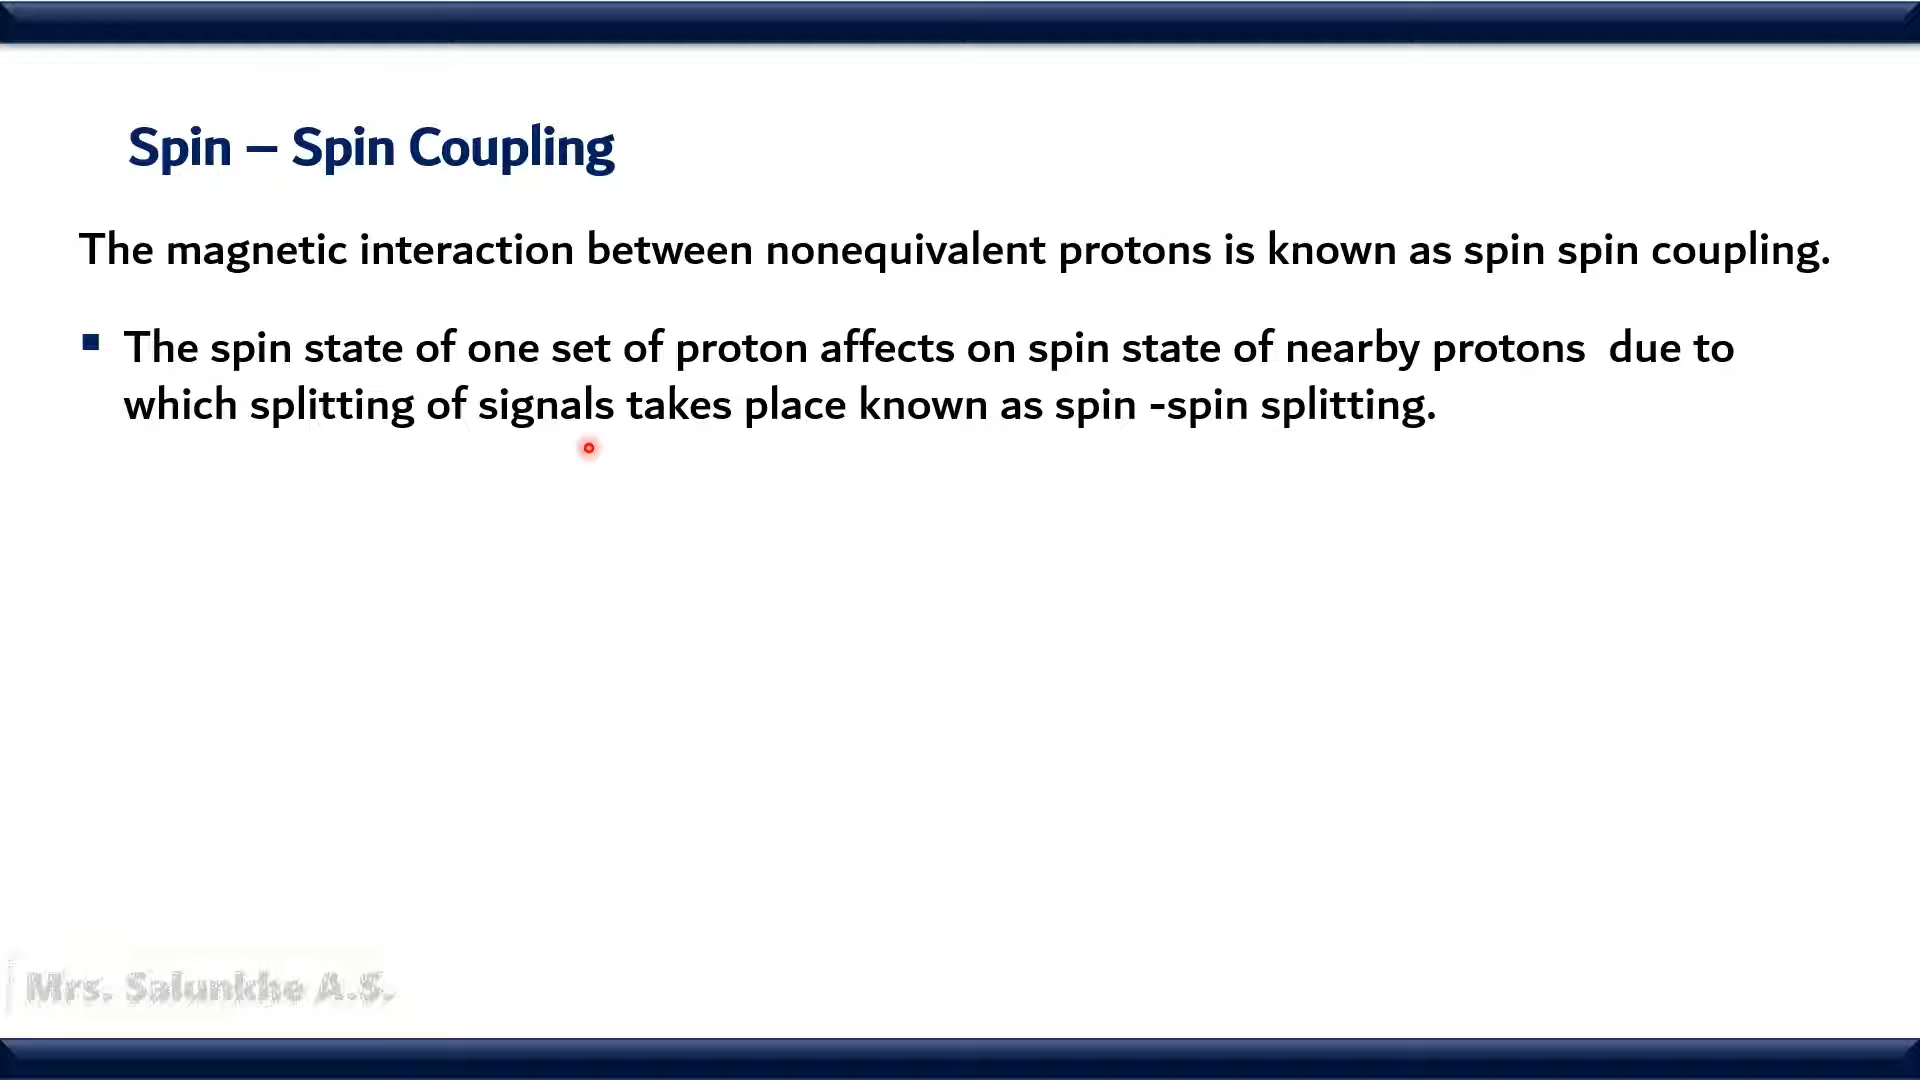 Spin – Spin Coupling
The magnetic interaction between nonequivalent protons is known as spin spin coupling.
The spin state of one set of proton affects on spin state of nearby protons  due to
which splitting of signals takes place known as spin -spin splitting.
Mrs. Salunkhe A.S.